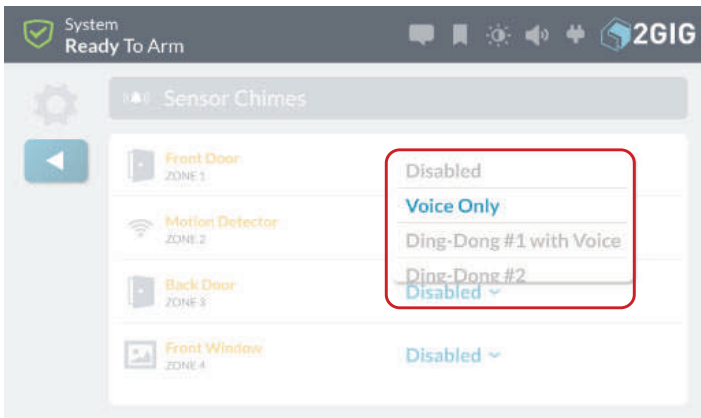 System
Ready To Arm
2GIG
Sensor Chimes
Front Door
ZONE 1
Disabled
Voice Only
Motion Detector
ZONE 2
Ding-Dong #1 with Voice
Ding-Dong #2
Back Door
ZONE 3
Disabled
Front Window
ZONE 4
Disabled